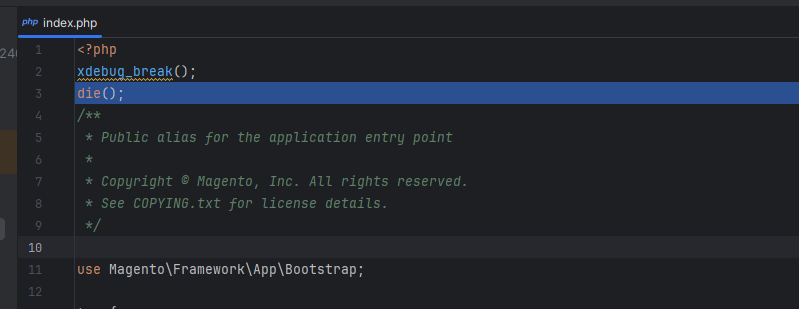 php index.php
240
1 <?php
2 xdebug_break();
3 die();
4 /**
5  * Public alias for the application entry point
6  *
7  * Copyright © Magento, Inc. All rights reserved.
8  * See COPYING.txt for license details.
9  */
10
11 use Magento\Framework\App\Bootstrap;
12